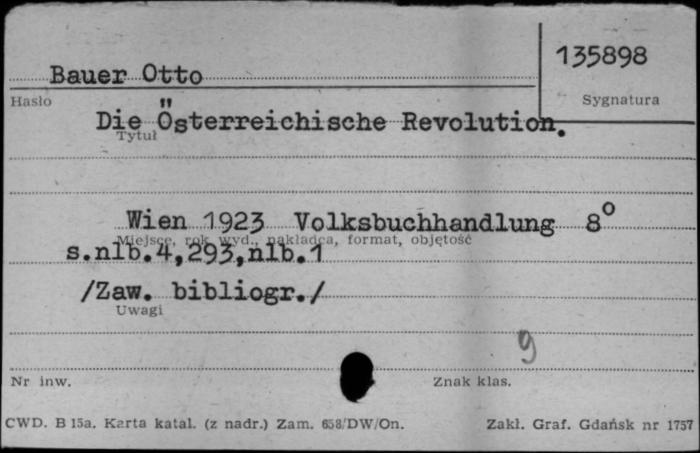 135898
Bauer Otto
Hasło
Sygnatura
Die Österreichische Revolution.
Tytuł
Wien 1923 Volksbuchhandlung 8º
Miejsce, rok wyd., nakładca, format, objętość
s.nlb.4,293,nlb.1
/Zaw. bibliogr./
Uwagi
9
Nr inw.
Znak klas.
CWD. B 15a. Karta katal. (z nadr.) Zam. 658/DW/On.
Zakł. Graf. Gdańsk nr 1757